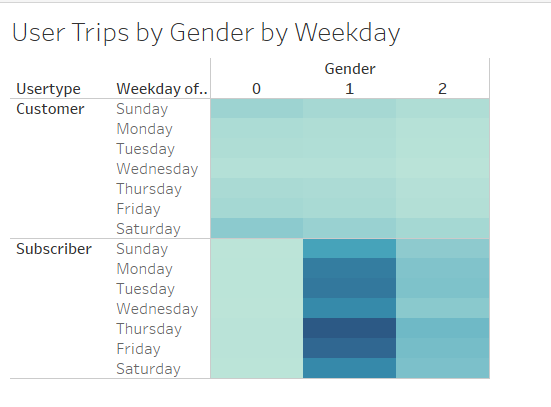 User Trips by Gender by Weekday
Gender
Usertype Weekday of.. 0 1 2
Customer Sunday
Monday
Tuesday
Wednesday
Thursday
Friday
Saturday
Subscriber Sunday
Monday
Tuesday
Wednesday
Thursday
Friday
Saturday